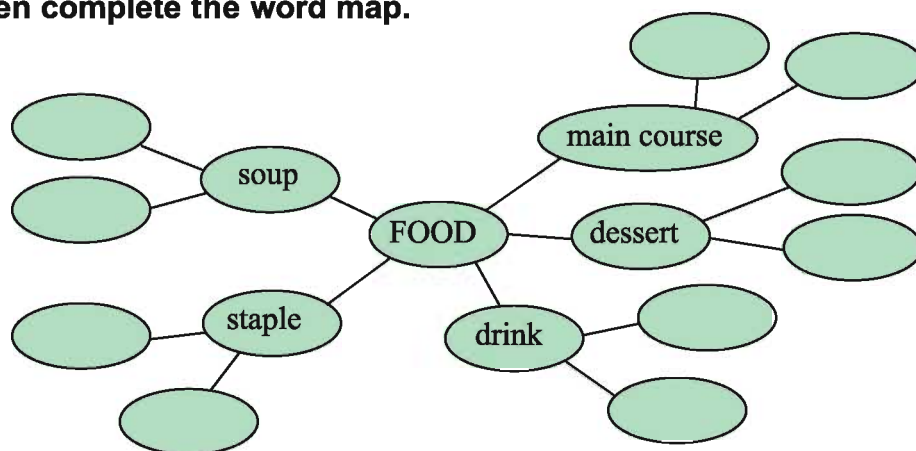 en complete the word map.
main course
soup
FOOD
dessert
staple
drink